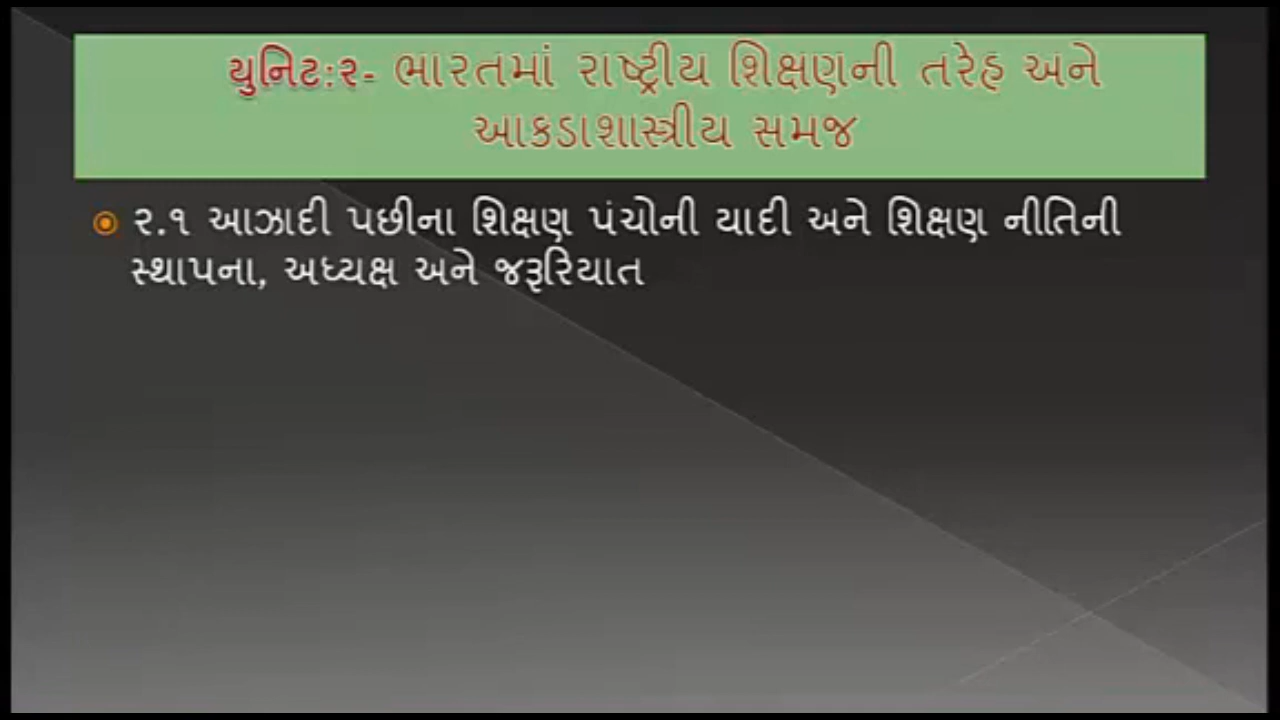 યુનિટ:૨- ભારતમાં રાષ્ટ્રીય શિક્ષણની તરેહ અને
આકડાશાસ્ત્રીય સમજ
૨.૧ આઝાદી પછીના શિક્ષણ પંચોની યાદી અને શિક્ષણ નીતિની
સ્થાપના, અધ્યક્ષ અને જરૂરિયાત